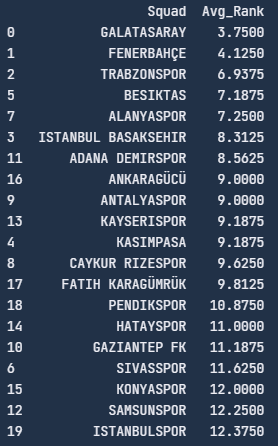 Squad Avg_Rank
0 GALATASARAY 3.7500
1 FENERBAHÇE 4.1250
2 TRABZONSPOR 6.9375
5 BESIKTAS 7.1875
7 ALANYASPOR 7.2500
3 ISTANBUL BASAKSEHIR 8.3125
11 ADANA DEMIRSPOR 8.5625
16 ANKARAGÜCÜ 9.0000
9 ANTALYASPOR 9.0000
13 KAYSERISPOR 9.1875
4 KASIMPASA 9.1875
8 CAYKUR RIZESPOR 9.6250
17 FATIH KARAGÜMRÜK 9.8125
18 PENDIKSPOR 10.8750
14 HATAYSPOR 11.0000
10 GAZIANTEP FK 11.1875
6 SIVASSPOR 11.6250
15 KONYASPOR 12.0000
12 SAMSUNSPOR 12.2500
19 ISTANBULSPOR 12.3750